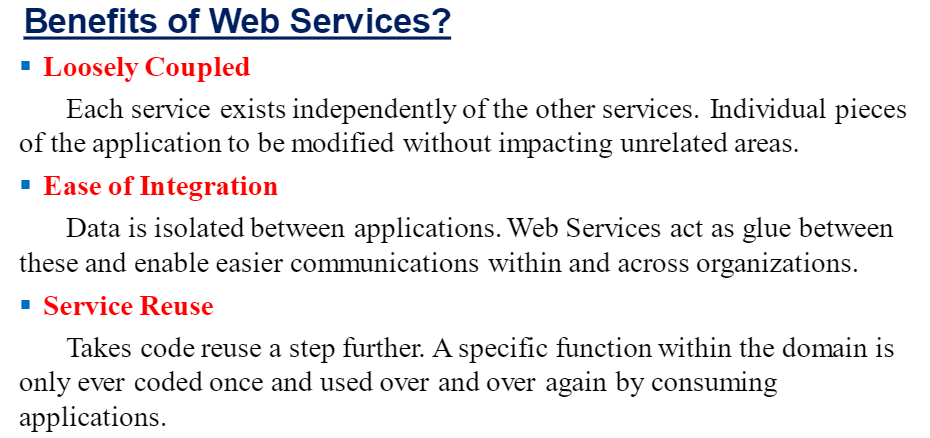 Benefits of Web Services?
▪ Loosely Coupled
Each service exists independently of the other services. Individual pieces
of the application to be modified without impacting unrelated areas.
▪ Ease of Integration
Data is isolated between applications. Web Services act as glue between
these and enable easier communications within and across organizations.
▪ Service Reuse
Takes code reuse a step further. A specific function within the domain is
only ever coded once and used over and over again by consuming
applications.